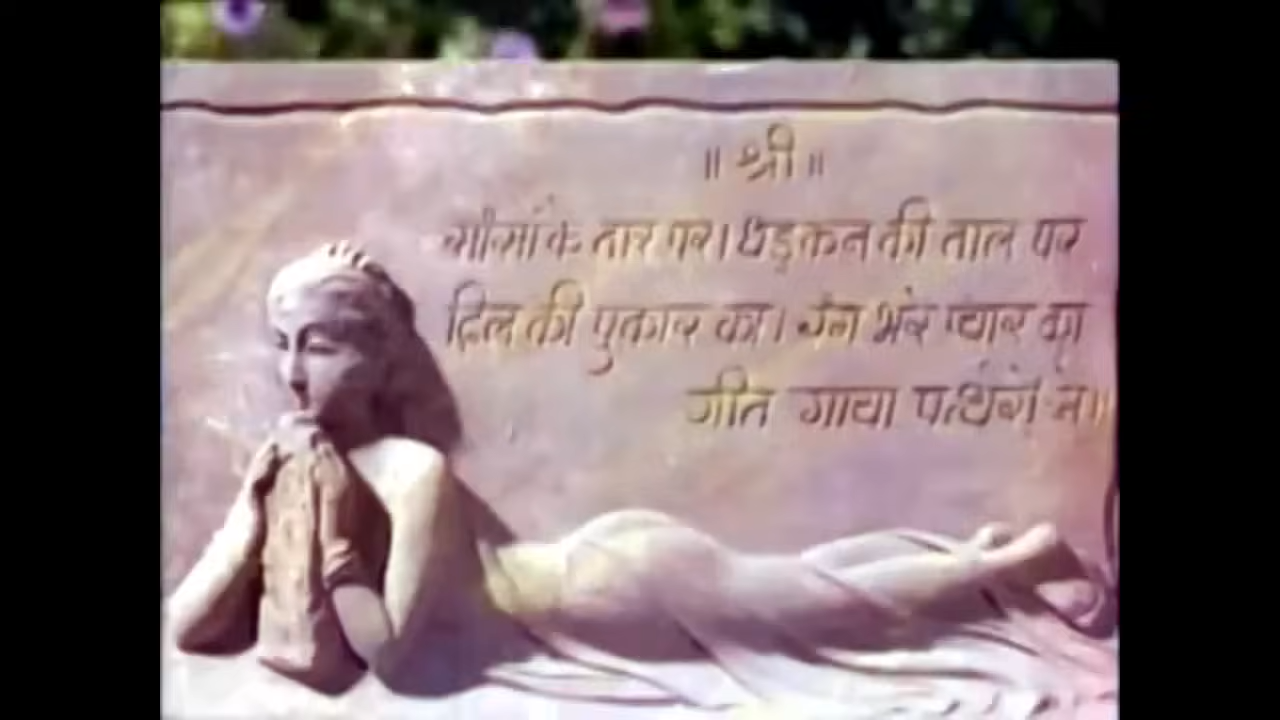 ॥ श्री ॥
साँसों के तार पर। धड़कन की ताल पर
दिल की पुकार का। रंग भरे प्यार का
गीत गाया पत्थरों ने॥